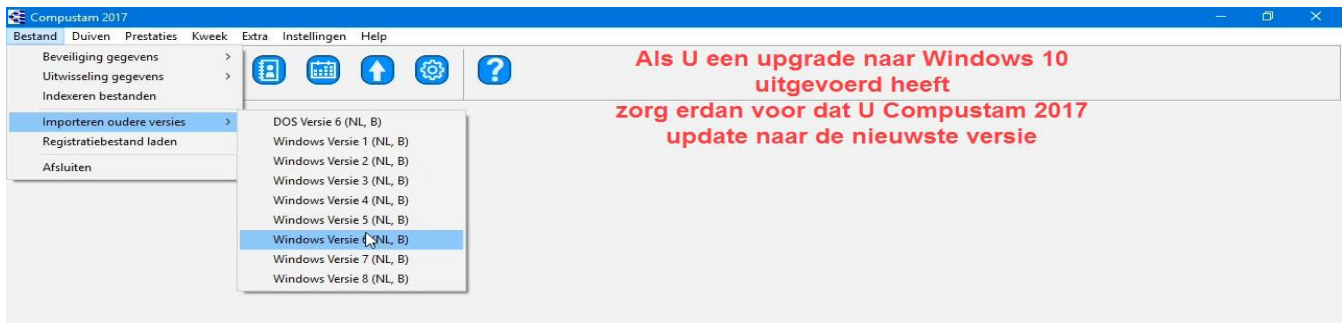 Compustam 2017
Bestand Duiven Prestaties Kweek Extra Instellingen Help
Beveiliging gegevens
Uitwisseling gegevens
Indexeren bestanden
Importeren oudere versies
Registratiebestand laden
Afsluiten
DOS Versie 6 (NL, B)
Windows Versie 1 (NL, B)
Windows Versie 2 (NL, B)
Windows Versie 3 (NL, B)
Windows Versie 4 (NL, B)
Windows Versie 5 (NL, B)
Windows Versie 6 (NL, B)
Windows Versie 7 (NL, B)
Windows Versie 8 (NL, B)
Als U een upgrade naar Windows 10
uitgevoerd heeft
zorg erdan voor dat U Compustam 2017
update naar de nieuwste versie